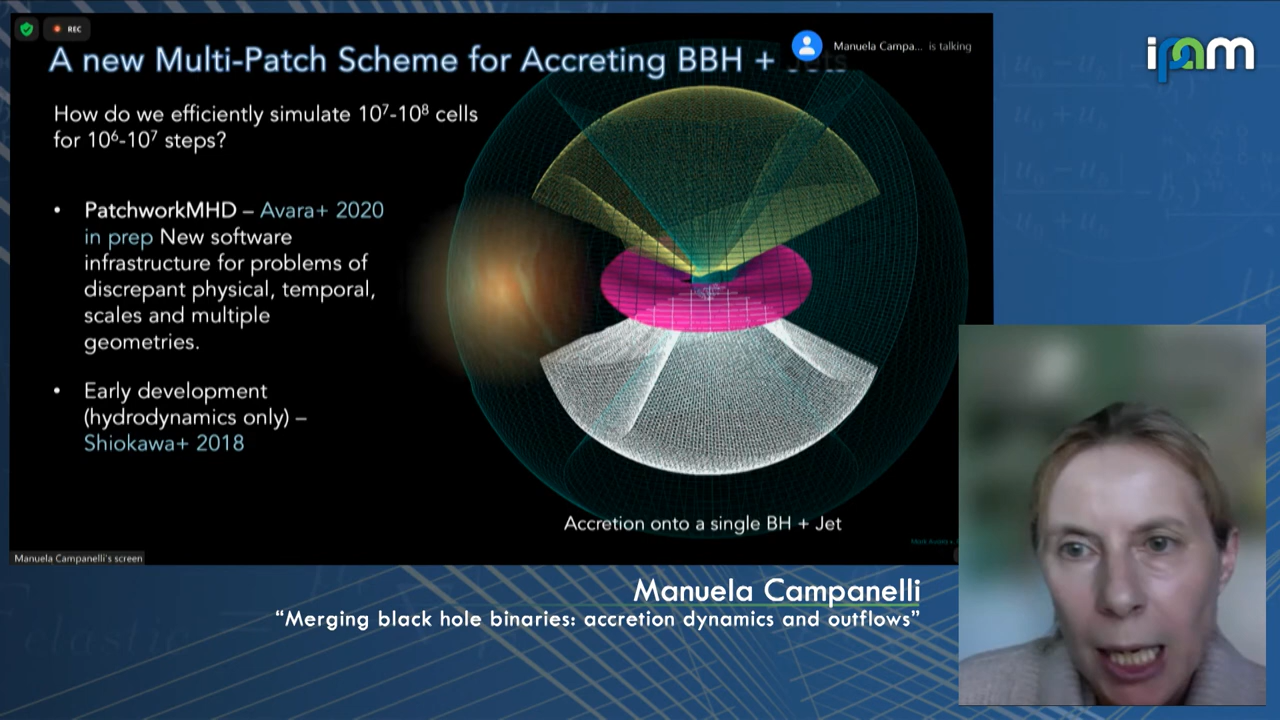 REC
A new Multi-Patch Scheme for Accreting BBH + Jets
Manuela Campa... is talking
ipam
How do we efficiently simulate 10⁷-10⁸ cells
for 10⁶-10⁷ steps?
• PatchworkMHD – Avara+ 2020
in prep New software
infrastructure for problems of
discrepant physical, temporal,
scales and multiple
geometries.
• Early development
(hydrodynamics only) –
Shiokawa+ 2018
Accretion onto a single BH + Jet
Manuela Campanelli's screen
Manuela Campanelli
“Merging black hole binaries: accretion dynamics and outflows”
elastic